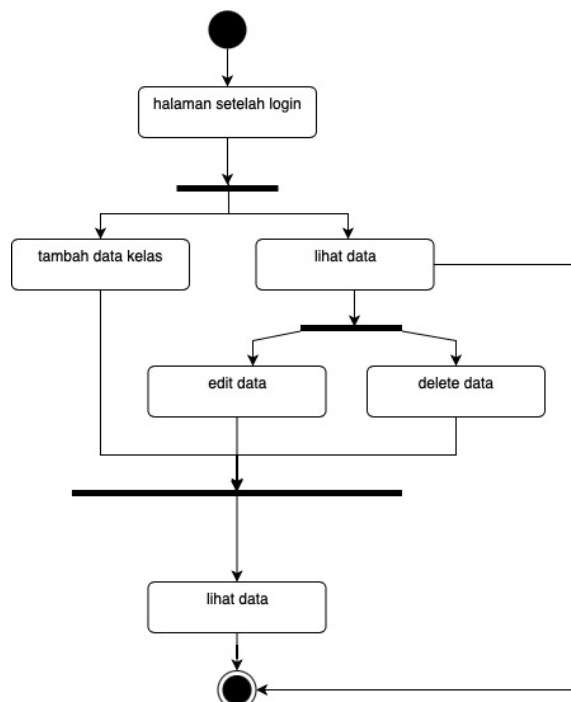 halaman setelah login
tambah data kelas
lihat data
edit data
delete data
lihat data